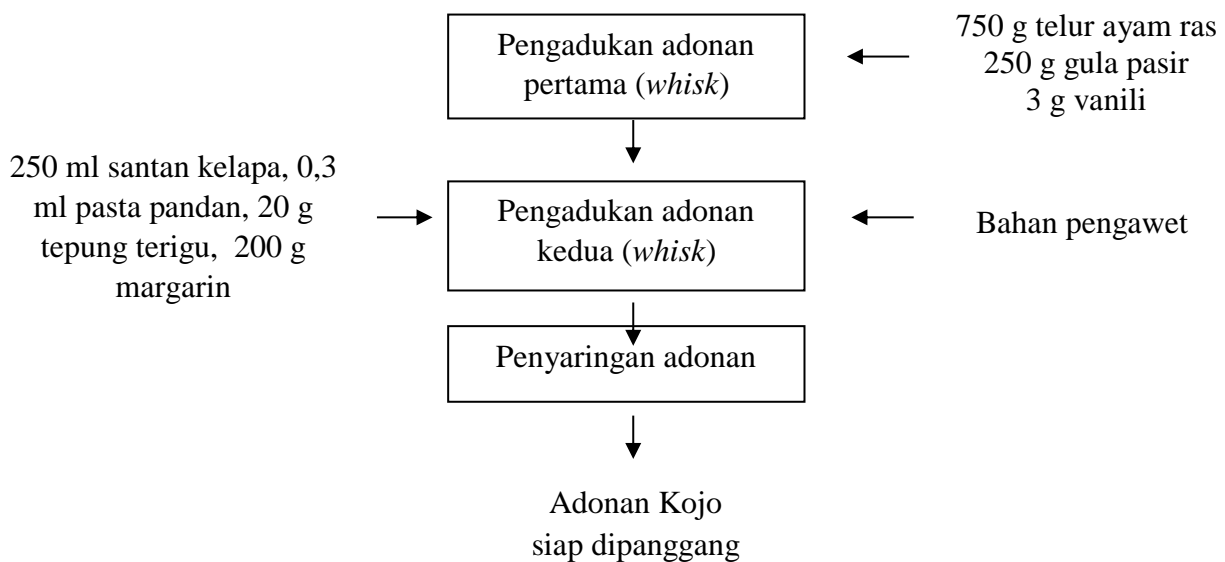 Pengadukan adonan
pertama (whisk)
750 g telur ayam ras
250 g gula pasir
3 g vanili
250 ml santan kelapa, 0,3
ml pasta pandan, 20 g
tepung terigu,  200 g
margarin
Pengadukan adonan
kedua (whisk)
Bahan pengawet
Penyaringan adonan
Adonan Kojo
siap dipanggang